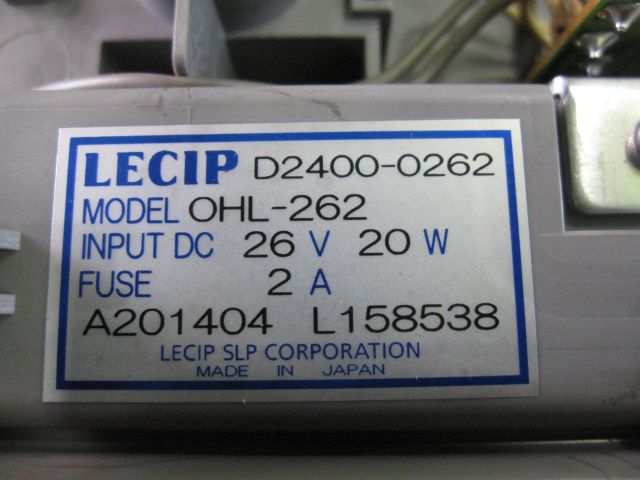 LECIP D2400-0262
MODEL OHL-262
INPUT DC 26 V 20 W
FUSE 2 A
A201404 L158538
LECIP SLP CORPORATION
MADE IN JAPAN